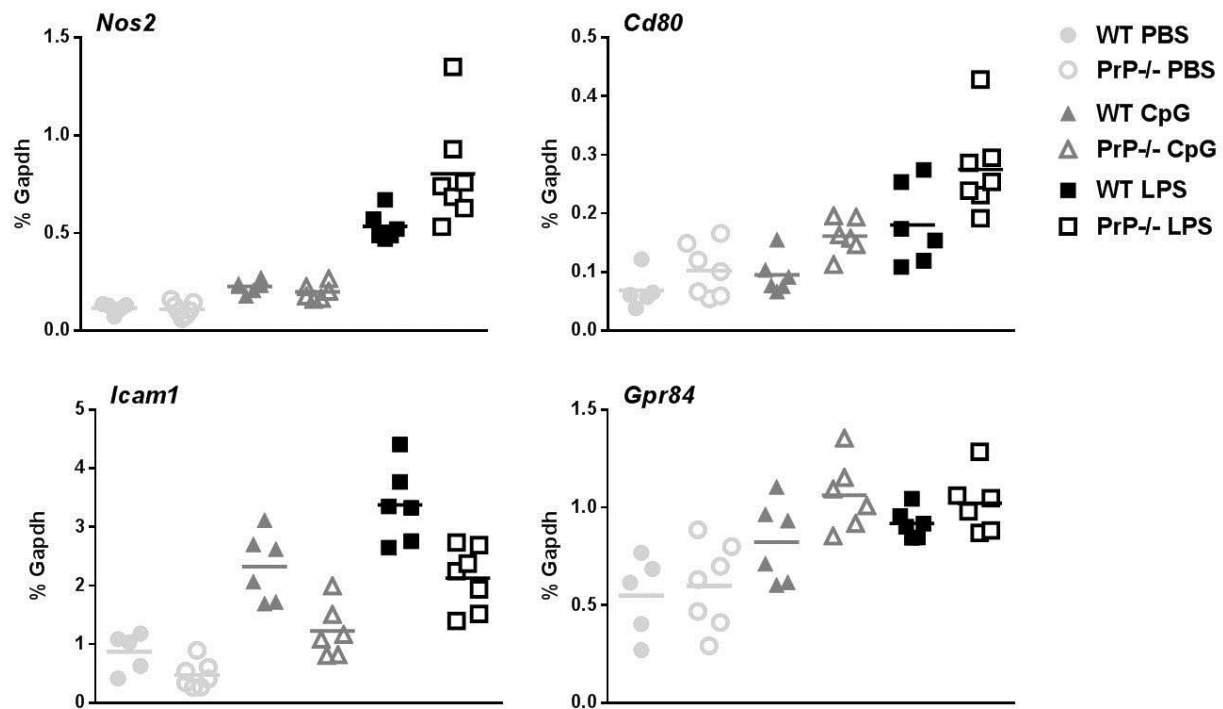 Nos2
1.5
1.0
0.5
0.0
% Gapdh
Cd80
0.5
0.4
0.3
0.2
0.1
0.0
% Gapdh
WT PBS
PrP-/- PBS
WT CpG
PrP-/- CpG
WT LPS
PrP-/- LPS
Icam1
5
4
3
2
1
0
% Gapdh
Gpr84
1.5
1.0
0.5
0.0
% Gapdh